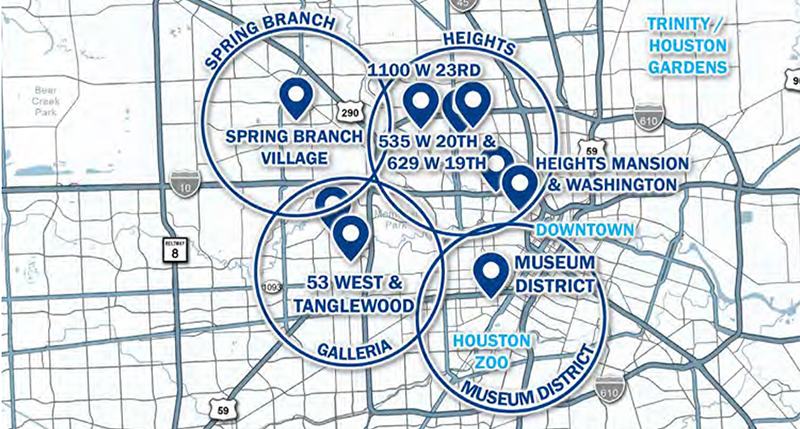 45
SPRING BRANCH
HEIGHTS
TRINITY/
HOUSTON
GARDENS
1100 W 23RD
Bear
Creek
Park
290
610
59
535 W 20TH &
629 W 19TH
SPRING BRANCH
VILLAGE
HEIGHTS MANSION
& WASHINGTON
10
DOWNTOWN
BELTWAY
8
MUSEUM
DISTRICT
53 WEST &
TANGLEWOOD
1093
HOUSTON
ZOO
GALLERIA
MUSEUM DISTRICT
610
59